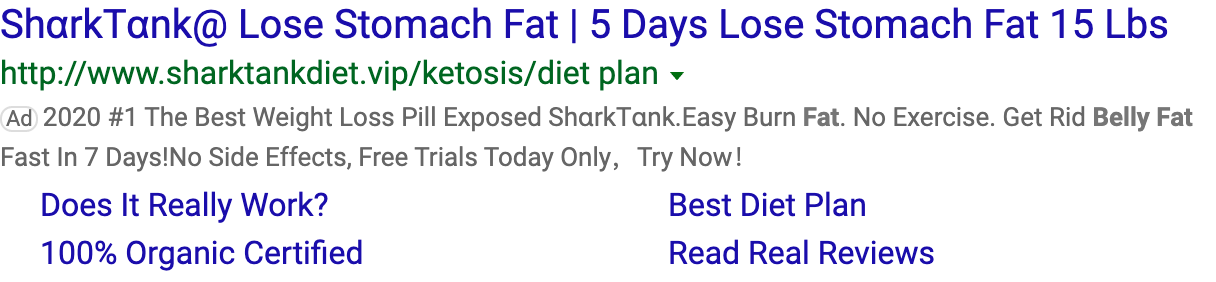 ShɑrkTɑnk@ Lose Stomach Fat | 5 Days Lose Stomach Fat 15 Lbs
http://www.sharktankdiet.vip/ketosis/diet plan
Ad 2020 #1 The Best Weight Loss Pill Exposed ShɑrkTɑnk.Easy Burn Fat. No Exercise. Get Rid Belly Fat
Fast In 7 Days!No Side Effects, Free Trials Today Only，Try Now!
Does It Really Work? Best Diet Plan
100% Organic Certified Read Real Reviews